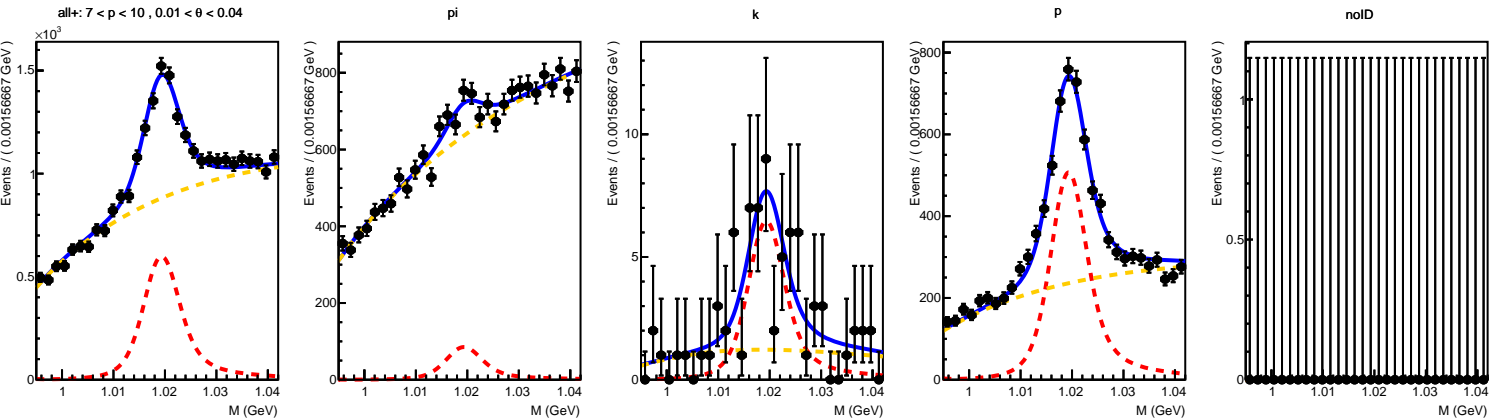 all+: 7 < p < 10 , 0.01 < θ < 0.04
×10³
Events / ( 0.00156667 GeV )
1.5
1
0.5
0
1 1.01 1.02 1.03 1.04
M (GeV)
pi
Events / ( 0.00156667 GeV )
800
600
400
200
0
1 1.01 1.02 1.03 1.04
M (GeV)
k
Events / ( 0.00156667 GeV )
10
5
0
1 1.01 1.02 1.03 1.04
M (GeV)
p
Events / ( 0.00156667 GeV )
800
600
400
200
0
1 1.01 1.02 1.03 1.04
M (GeV)
noID
Events / ( 0.00156667 GeV )
1
0.5
0
1 1.01 1.02 1.03 1.04
M (GeV)